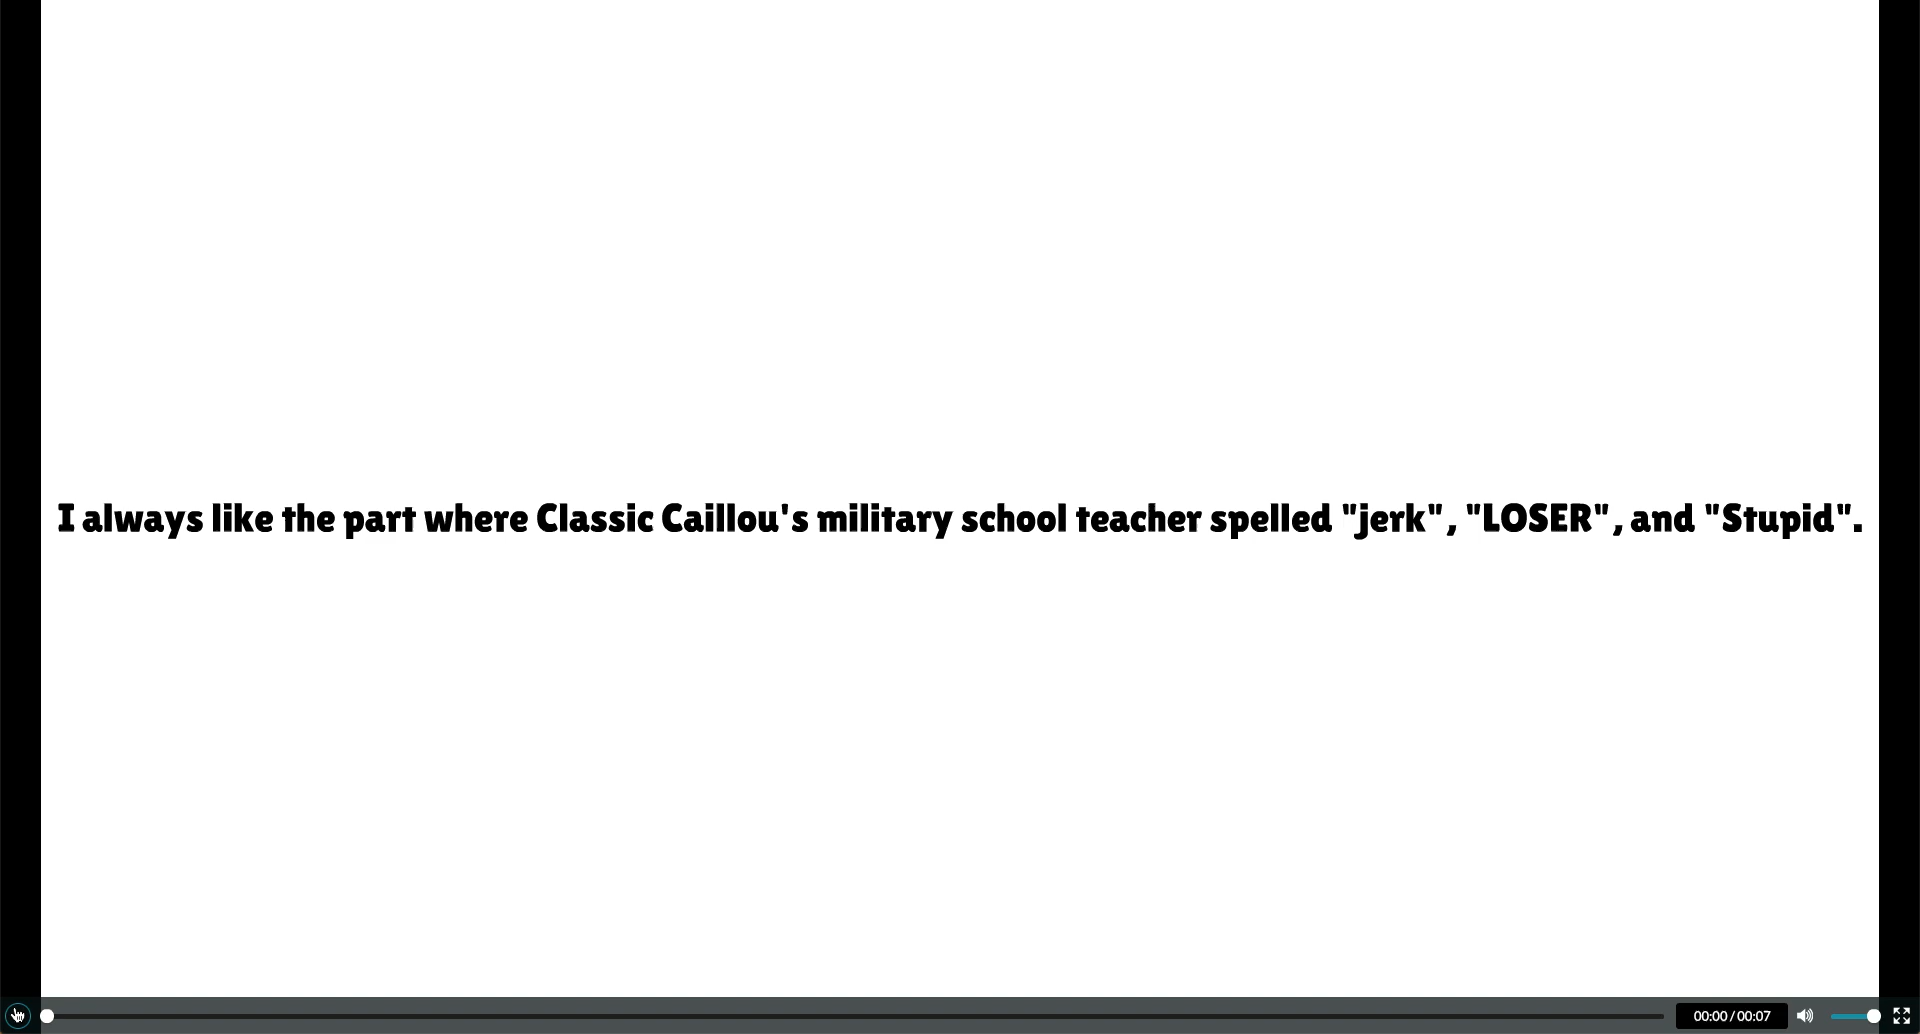 I always like the part where Classic Caillou's military school teacher spelled "jerk", "LOSER", and "Stupid".
00:00 / 00:07